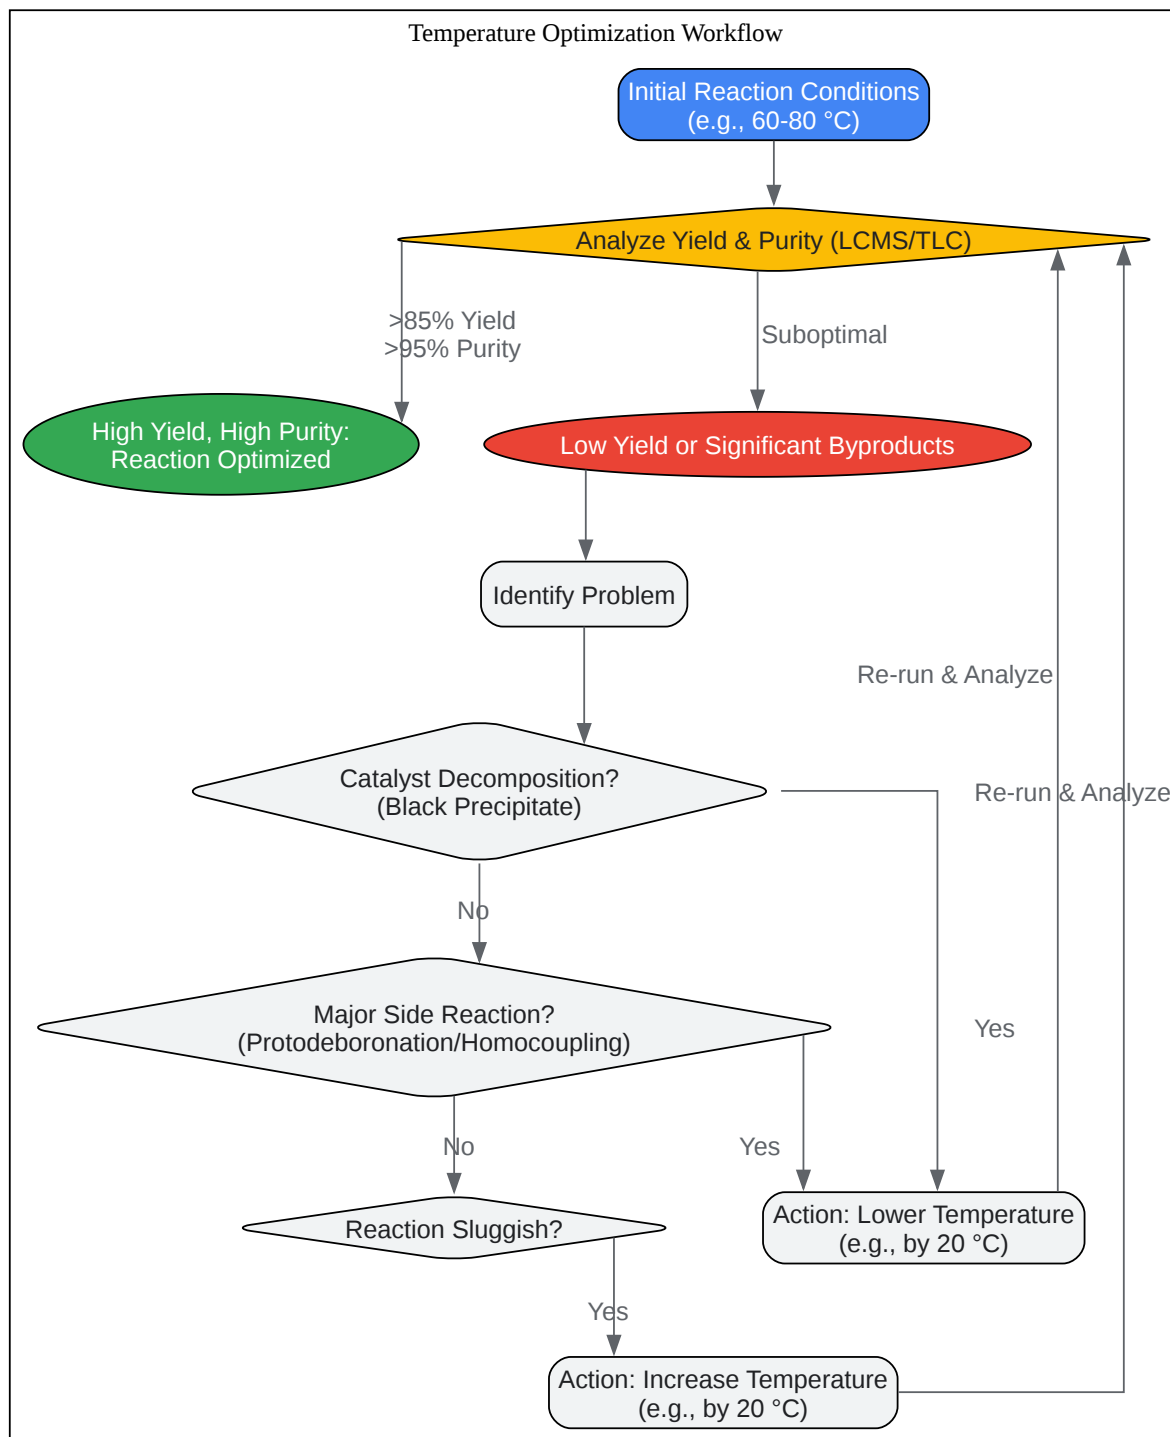 Temperature Optimization Workflow
Initial Reaction Conditions
(e.g., 60-80 °C)
Analyze Yield & Purity (LCMS/TLC)
>85% Yield
>95% Purity
Suboptimal
High Yield, High Purity:
Reaction Optimized
Low Yield or Significant Byproducts
Identify Problem
Re-run & Analyze
Catalyst Decomposition?
(Black Precipitate)
Re-run & Analyze
No
Major Side Reaction?
(Protodeboronation/Homocoupling)
Yes
No
Yes
Reaction Sluggish?
Action: Lower Temperature
(e.g., by 20 °C)
Yes
Action: Increase Temperature
(e.g., by 20 °C)